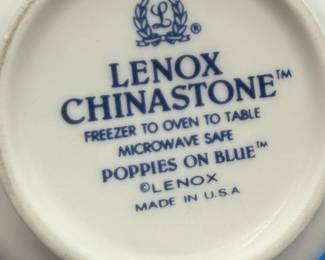 L
®
LENOX
CHINASTONE™
FREEZER TO OVEN TO TABLE
MICROWAVE SAFE
POPPIES ON BLUE™
©LENOX
MADE IN U.S.A